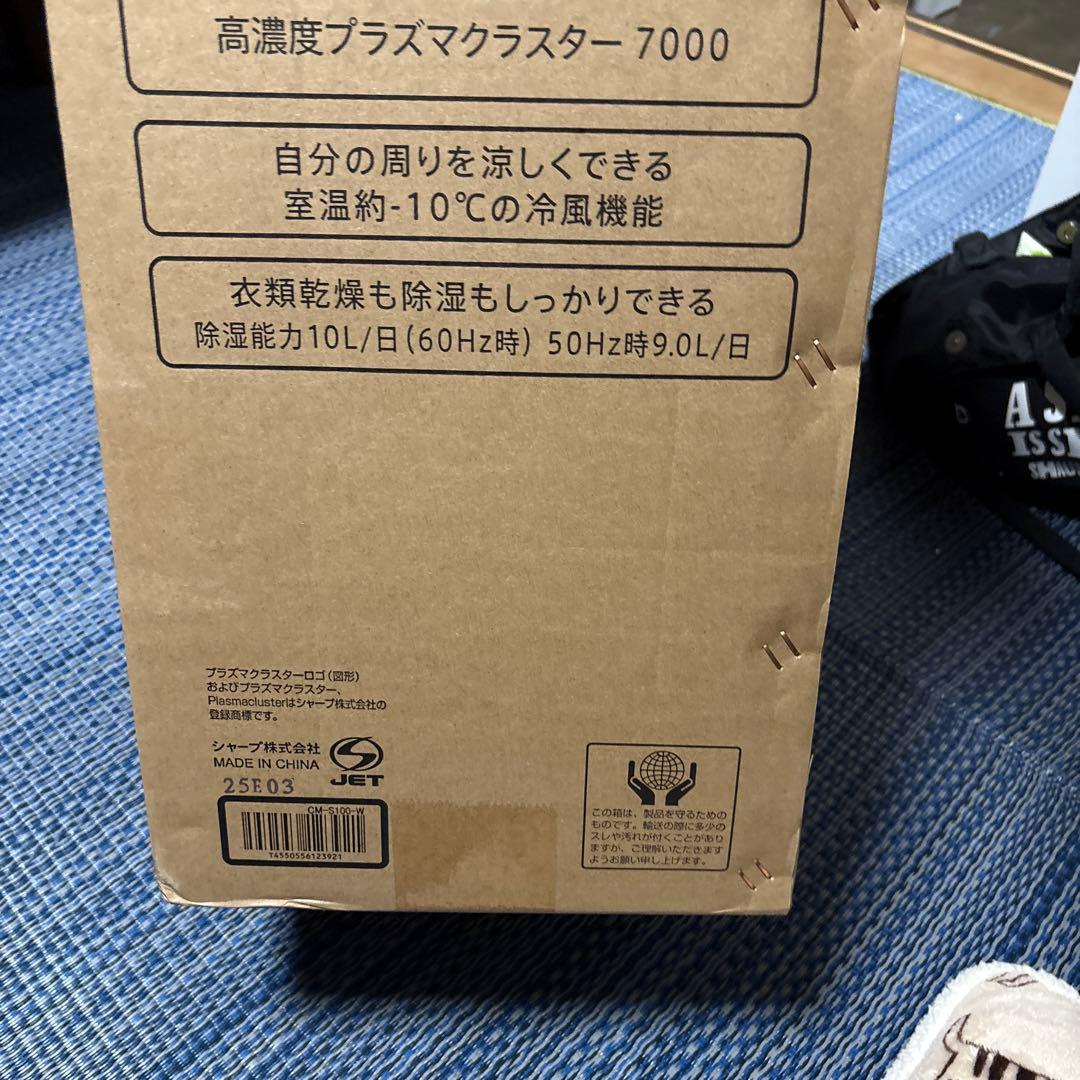 高濃度プラズマクラスター 7000
自分の周りを涼しくできる
室温約-10℃の冷風機能
衣類乾燥も除湿もしっかりできる
除湿能力10L/日(60Hz時) 50Hz時9.0L/日
プラズマクラスターロゴ(図形)
およびプラズマクラスター、
Plasmaclusterはシャープ株式会社の
登録商標です。
シャープ株式会社
MADE IN CHINA
JET
25E03
CM-S100-W
T4550556123921
この箱は、製品を守るための
ものです。輸送の際に多少の
スレや汚れが付くことがあり
ますが、ご理解いただきます
ようお願い申し上げます。